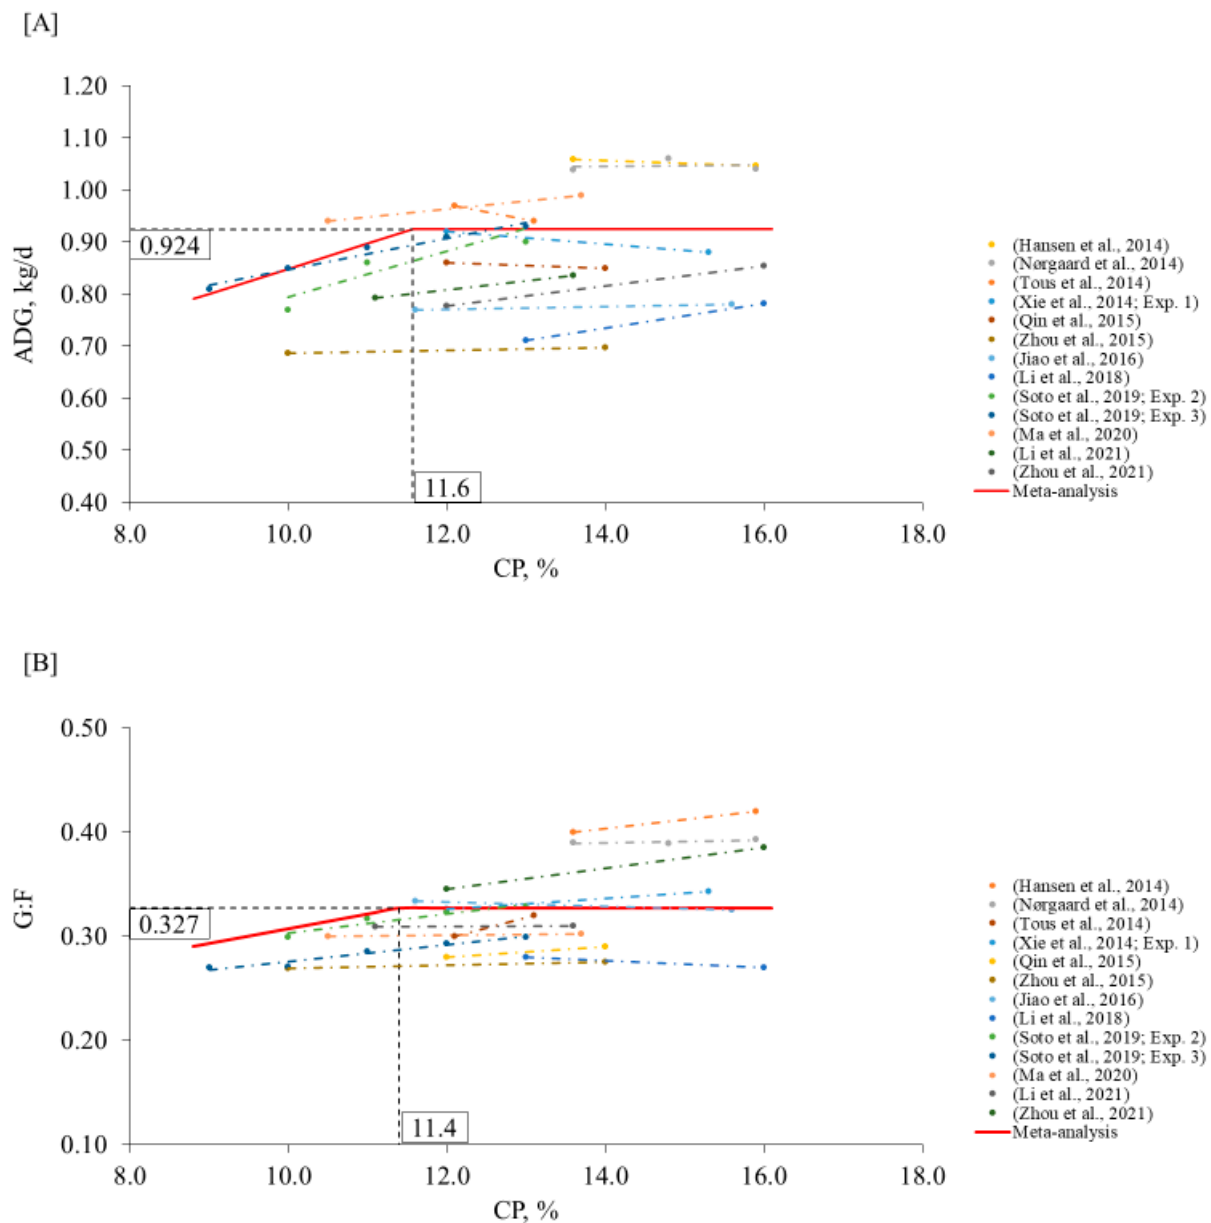 [A]
1.20
1.10
1.00
0.90
0.80
0.70
0.60
0.50
0.40
ADG, kg/d
0.924
11.6
8.0 10.0 12.0 14.0 16.0 18.0
CP, %
(Hansen et al., 2014)
(Nørgaard et al., 2014)
(Tous et al., 2014)
(Xie et al., 2014; Exp. 1)
(Qin et al., 2015)
(Zhou et al., 2015)
(Jiao et al., 2016)
(Li et al., 2018)
(Soto et al., 2019; Exp. 2)
(Soto et al., 2019; Exp. 3)
(Ma et al., 2020)
(Li et al., 2021)
(Zhou et al., 2021)
Meta-analysis
[B]
0.50
0.40
0.30
0.20
0.10
G:F
0.327
11.4
8.0 10.0 12.0 14.0 16.0 18.0
CP, %
(Hansen et al., 2014)
(Nørgaard et al., 2014)
(Tous et al., 2014)
(Xie et al., 2014; Exp. 1)
(Qin et al., 2015)
(Zhou et al., 2015)
(Jiao et al., 2016)
(Li et al., 2018)
(Soto et al., 2019; Exp. 2)
(Soto et al., 2019; Exp. 3)
(Ma et al., 2020)
(Li et al., 2021)
(Zhou et al., 2021)
Meta-analysis